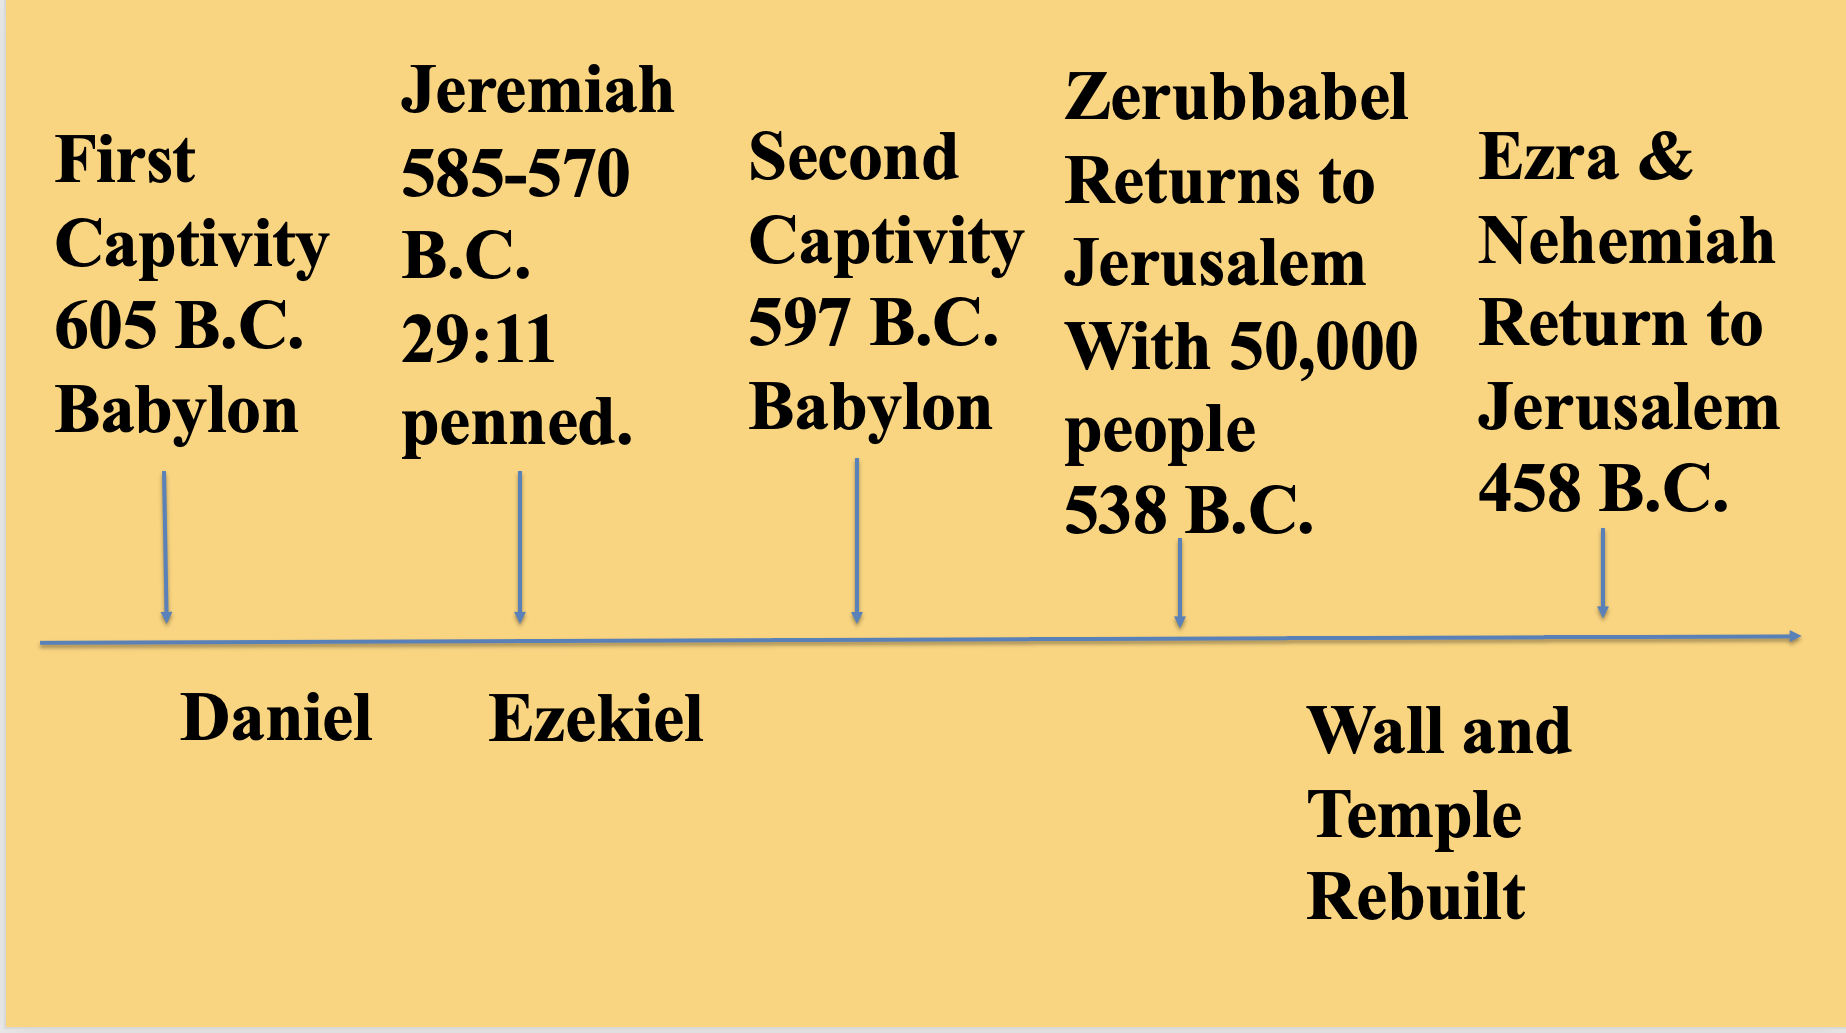 First
Captivity
605 B.C.
Babylon
Jeremiah
585-570
B.C.
29:11
penned.
Second
Captivity
597 B.C.
Babylon
Zerubbabel
Returns to
Jerusalem
With 50,000
people
538 B.C.
Ezra &
Nehemiah
Return to
Jerusalem
458 B.C.
Daniel
Ezekiel
Wall and
Temple
Rebuilt